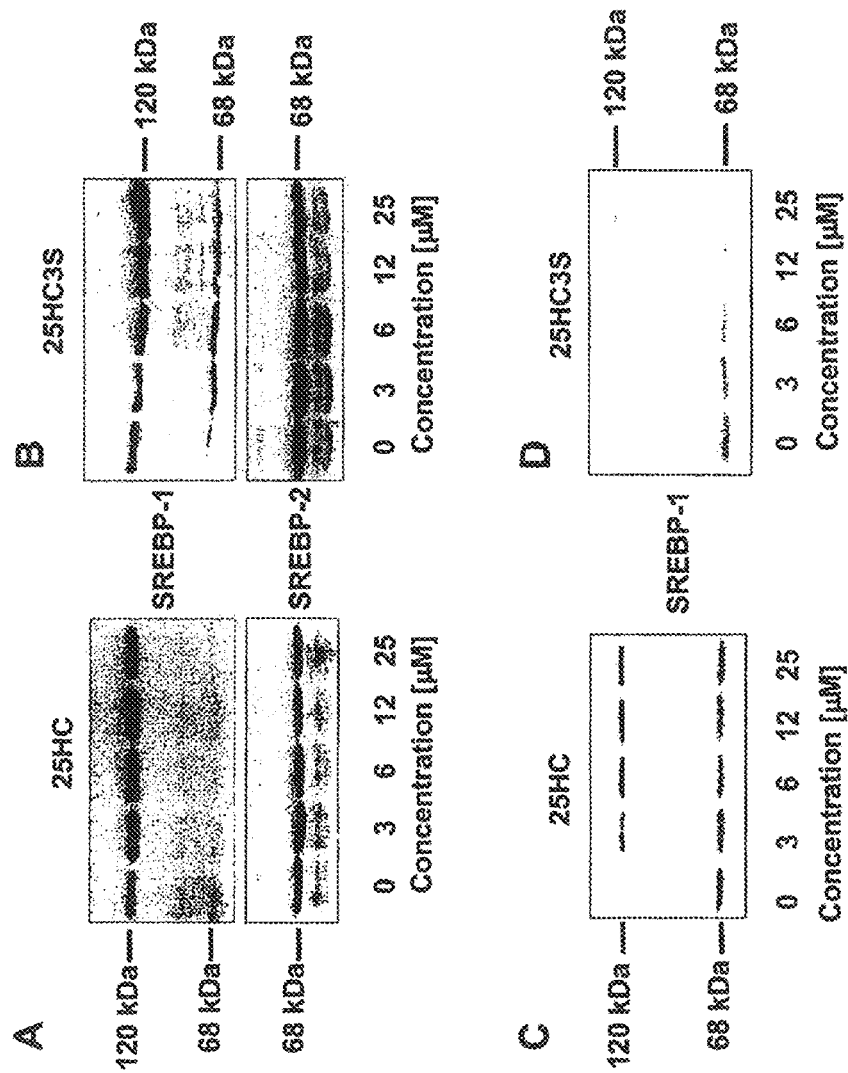 A
25HC
120 kDa
68 kDa
SREBP-1
68 kDa
SREBP-2
0 3 6 12 25
Concentration [µM]
B
25HC3S
120 kDa
68 kDa
68 kDa
0 3 6 12 25
Concentration [µM]
C
25HC
120 kDa
68 kDa
SREBP-1
0 3 6 12 25
Concentration [µM]
D
25HC3S
120 kDa
68 kDa
0 3 6 12 25
Concentration [µM]